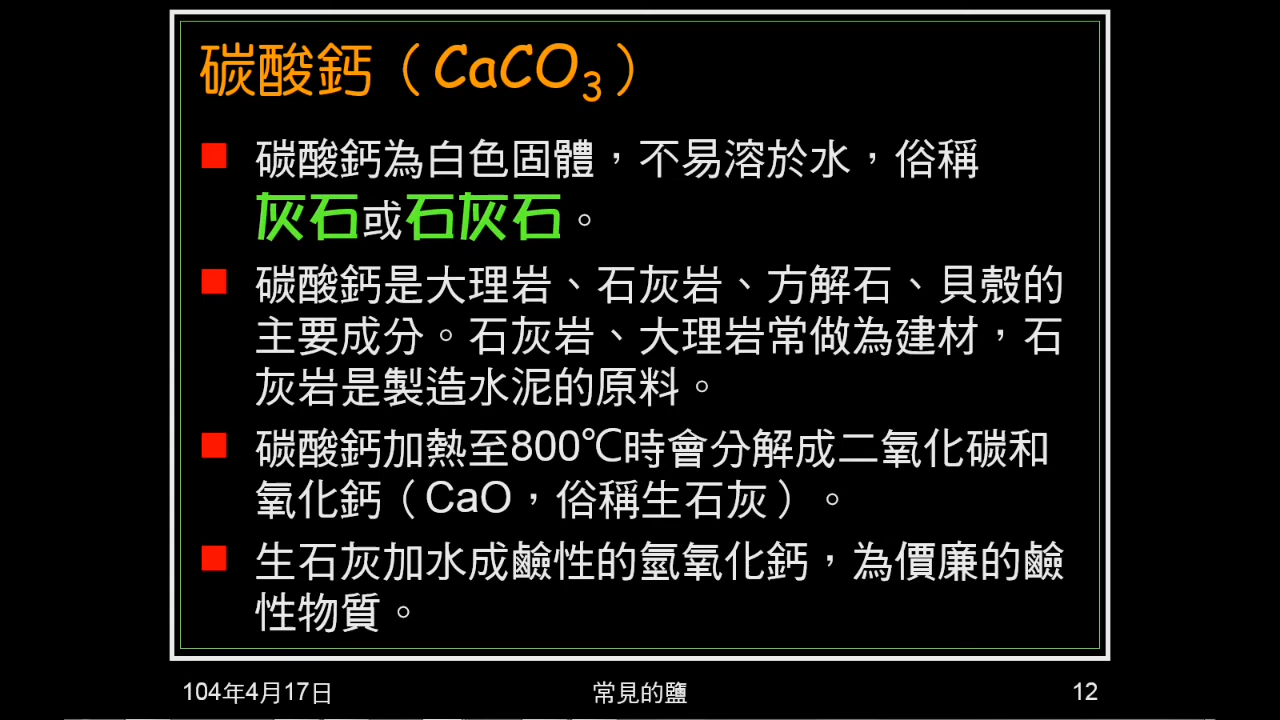 碳酸鈣（CaCO₃）
碳酸鈣為白色固體，不易溶於水，俗稱
灰石或石灰石。
碳酸鈣是大理岩、石灰岩、方解石、貝殼的
主要成分。石灰岩、大理岩常做為建材，石
灰岩是製造水泥的原料。
碳酸鈣加熱至800℃時會分解成二氧化碳和
氧化鈣（CaO，俗稱生石灰）。
生石灰加水成鹼性的氫氧化鈣，為價廉的鹼
性物質。
104年4月17日
常見的鹽
12